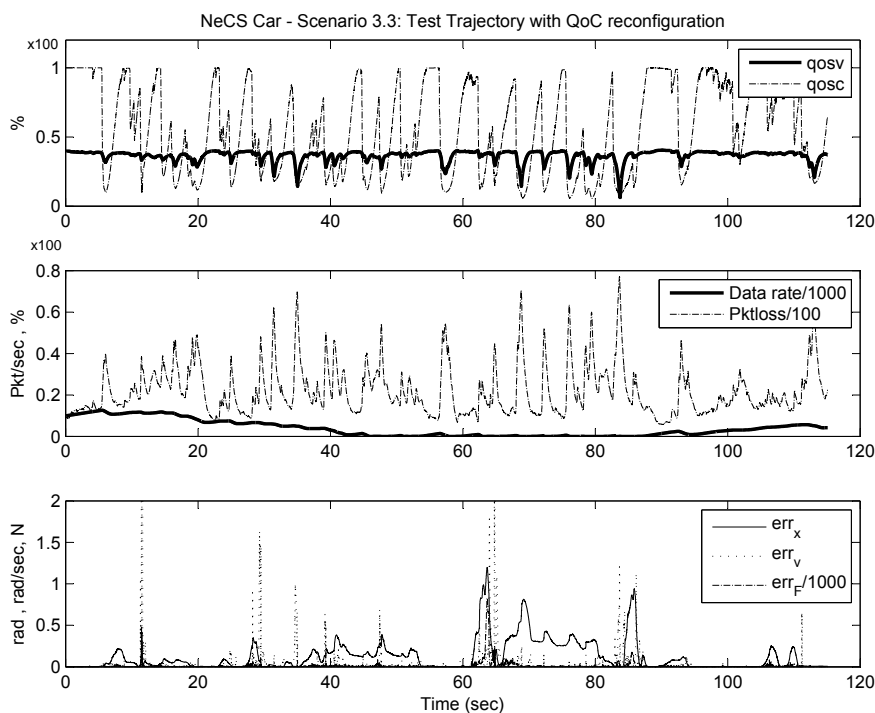 NeCS Car - Scenario 3.3: Test Trajectory with QoC reconfiguration
x100
1
0.5
0
%
qosv
qosc
0 20 40 60 80 100 120
x100
0.8
0.6
0.4
0.2
0
Pkt/sec , %
Data rate/1000
Pktloss/100
0 20 40 60 80 100 120
2
1.5
1
0.5
0
rad , rad/sec, N
err_x
err_v
err_F/1000
0 20 40 60 80 100 120
Time (sec)